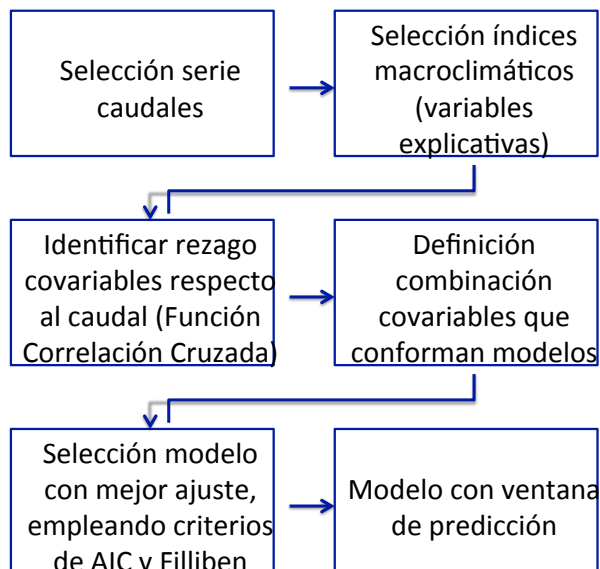 Selección serie
caudales
Selección índices
macroclimáticos
(variables
explicativas)
Identificar rezago
covariables respecto
al caudal (Función
Correlación Cruzada)
Definición
combinación
covariables que
conforman modelos
Selección modelo
con mejor ajuste,
empleando criterios
de AIC y Filliben
Modelo con ventana
de predicción